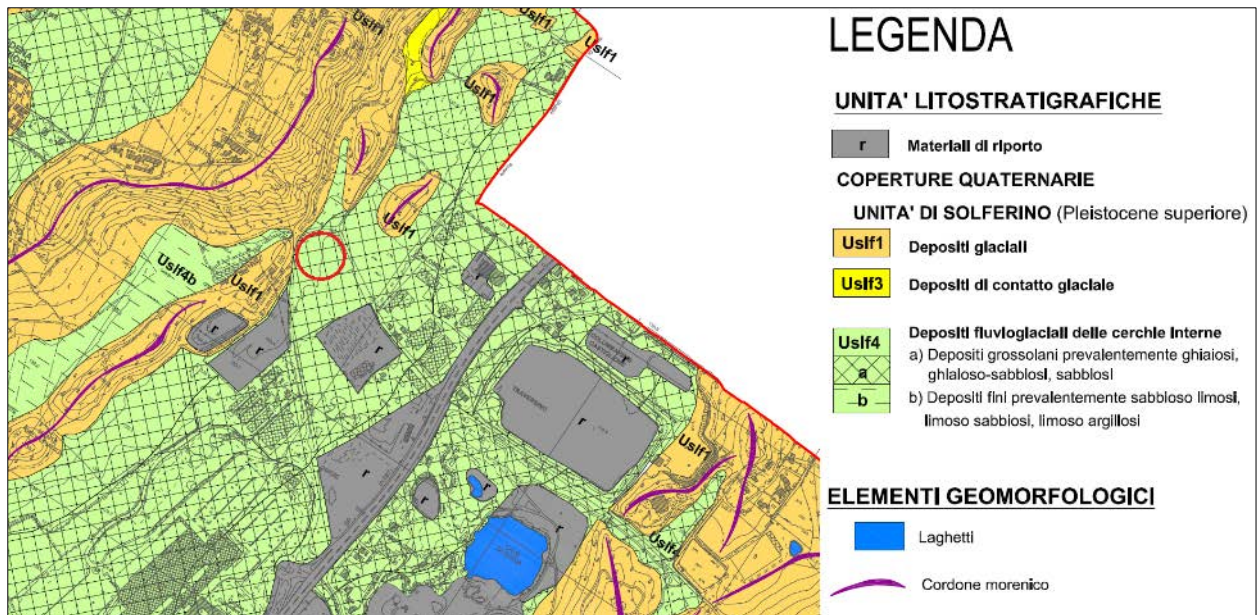 Uslf1
Uslf1
Uslf1
Uslf1
Uslf1
Uslf4b
Uslf1
r
r
r
r
r
r
r
r
r
TRAVERSINO
Uslf1
Uslf4
LEGENDA
UNITA' LITOSTRATIGRAFICHE
r Materiali di riporto
COPERTURE QUATERNARIE
UNITA' DI SOLFERINO (Pleistocene superiore)
Uslf1 Depositi glaciali
Uslf3 Depositi di contatto glaciale
Uslf4 Depositi fluvioglaciali delle cerchie interne
a a) Depositi grossolani prevalentemente ghiaiosi,
ghiaioso-sabbiosi, sabbiosi
b b) Depositi fini prevalentemente sabbioso limosi,
limoso sabbiosi, limoso argillosi
ELEMENTI GEOMORFOLOGICI
Laghetti
Cordone morenico